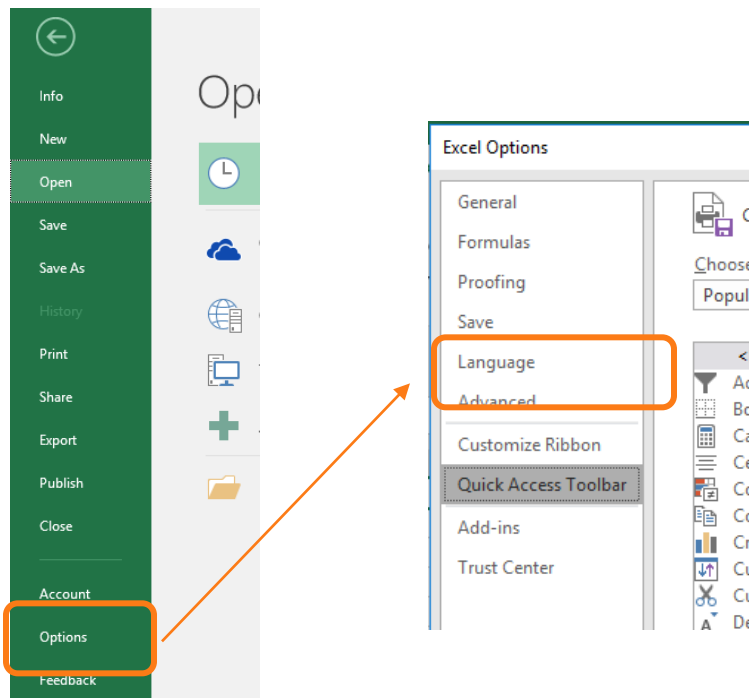 Info
New
Open
Save
Save As
History
Print
Share
Export
Publish
Close
Account
Options
Feedback
Excel Options
General
Formulas
Proofing
Save
Language
Advanced
Customize Ribbon
Quick Access Toolbar
Add-ins
Trust Center
Choose